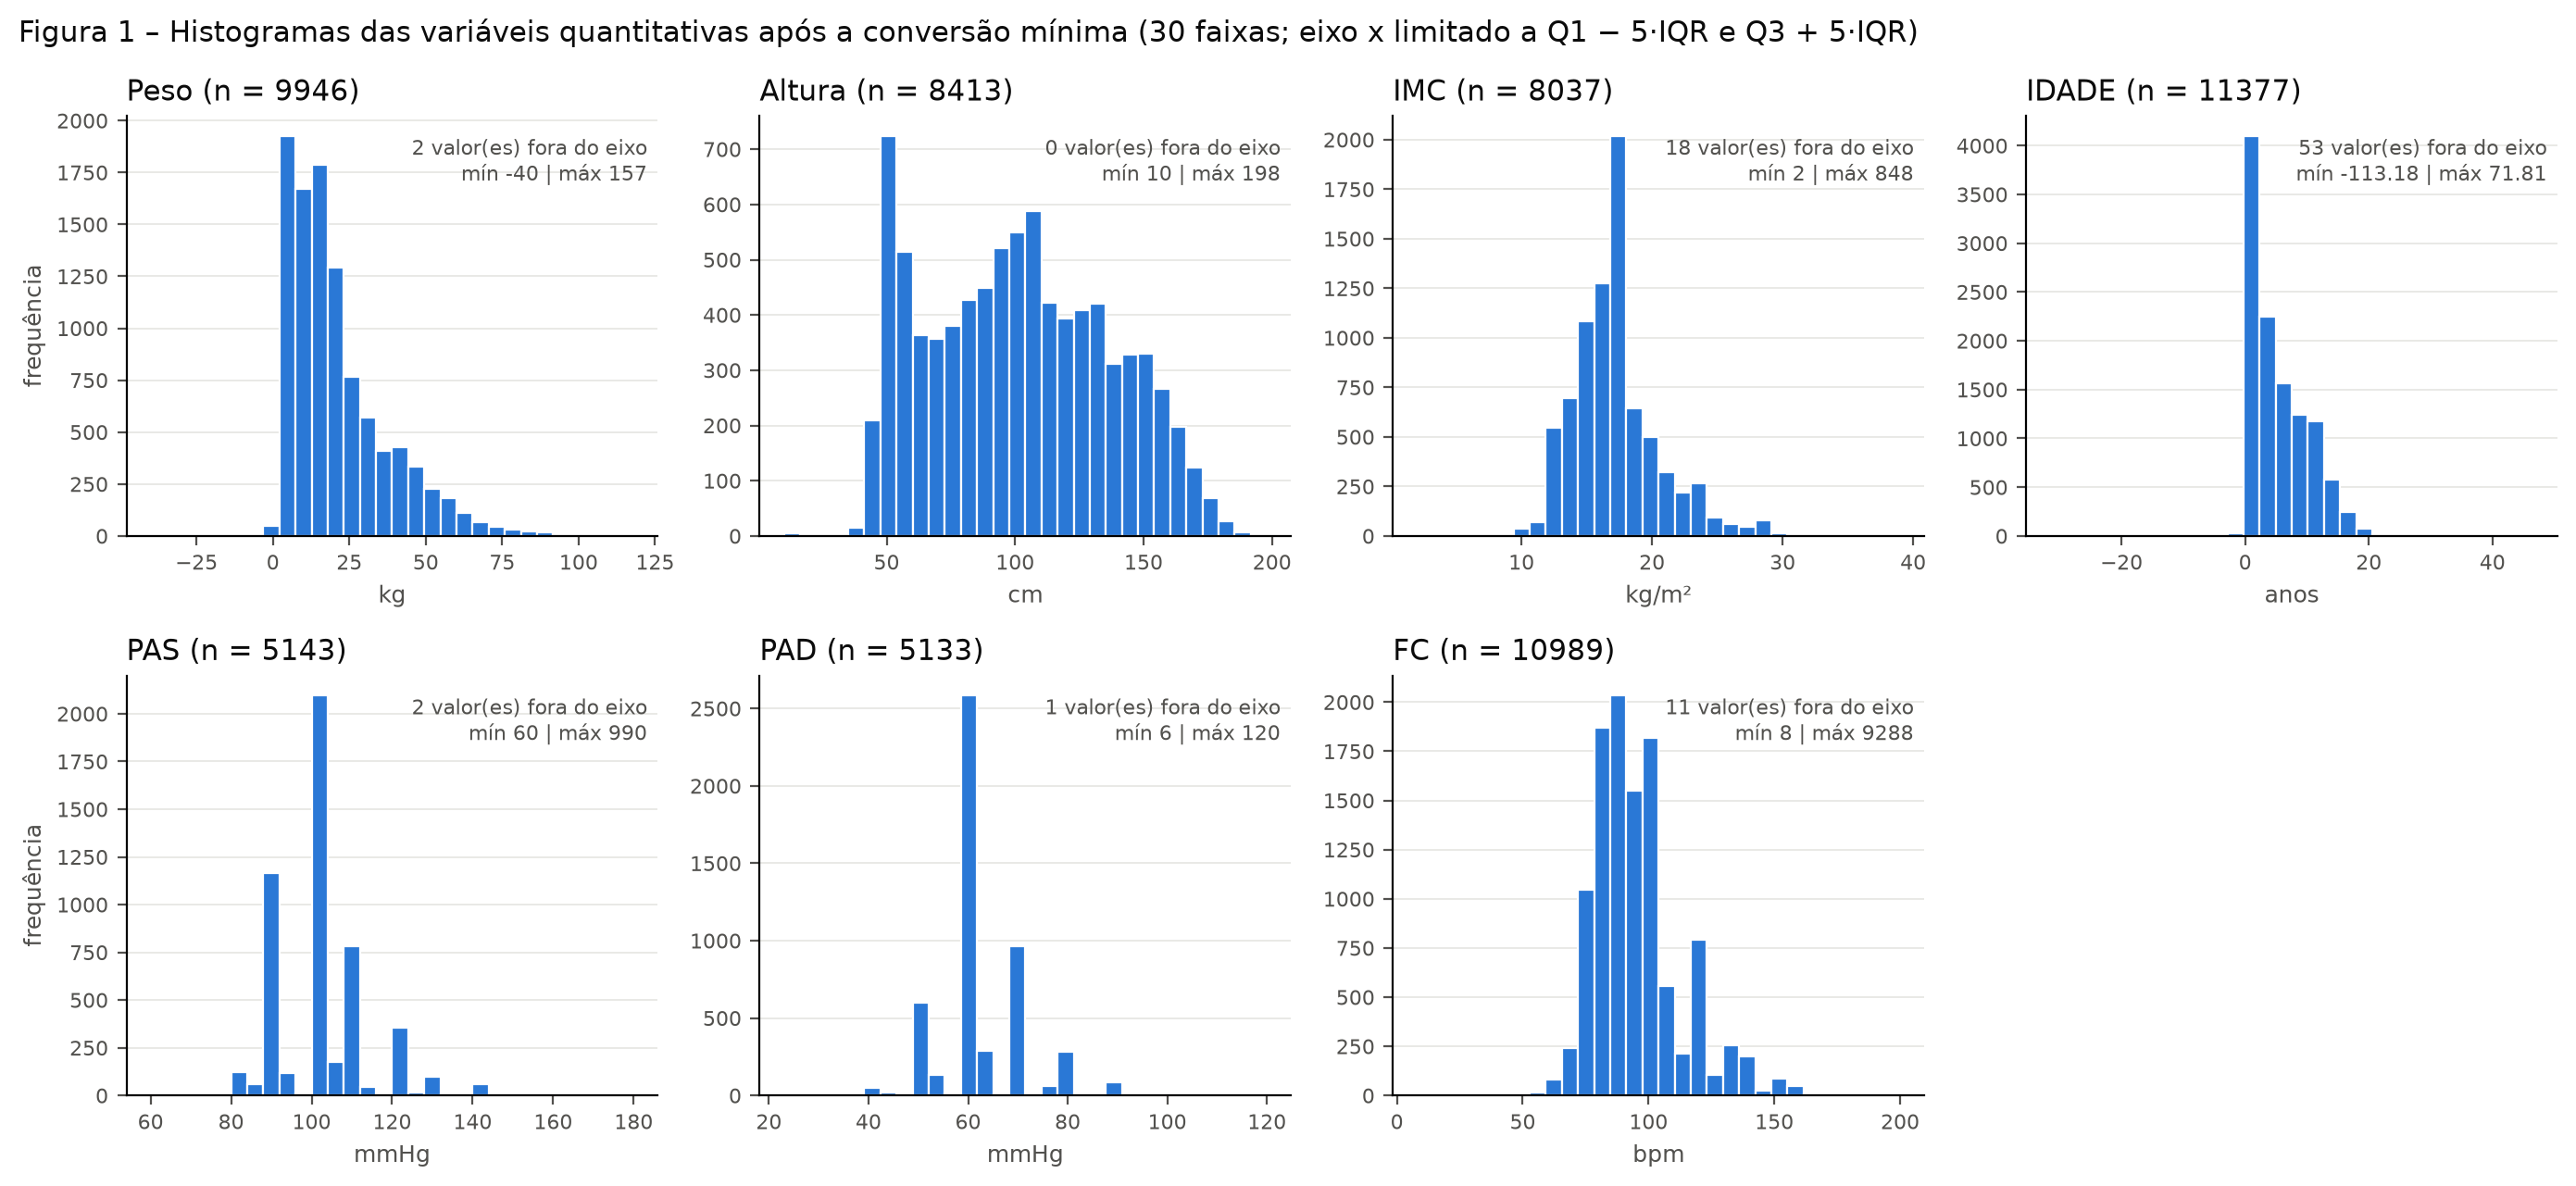 Figura 1 – Histogramas das variáveis quantitativas após a conversão mínima (30 faixas; eixo x limitado a Q1 − 5·IQR e Q3 + 5·IQR)
Peso (n = 9946)
2 valor(es) fora do eixo
mín -40 | máx 157
frequência
2000
1750
1500
1250
1000
750
500
250
0
−25 0 25 50 75 100 125
kg
Altura (n = 8413)
0 valor(es) fora do eixo
mín 10 | máx 198
700
600
500
400
300
200
100
0
50 100 150 200
cm
IMC (n = 8037)
18 valor(es) fora do eixo
mín 2 | máx 848
2000
1750
1500
1250
1000
750
500
250
0
10 20 30 40
kg/m²
IDADE (n = 11377)
53 valor(es) fora do eixo
mín -113.18 | máx 71.81
4000
3500
3000
2500
2000
1500
1000
500
0
−20 0 20 40
anos
PAS (n = 5143)
2 valor(es) fora do eixo
mín 60 | máx 990
frequência
2000
1750
1500
1250
1000
750
500
250
0
60 80 100 120 140 160 180
mmHg
PAD (n = 5133)
1 valor(es) fora do eixo
mín 6 | máx 120
2500
2000
1500
1000
500
0
20 40 60 80 100 120
mmHg
FC (n = 10989)
11 valor(es) fora do eixo
mín 8 | máx 9288
2000
1750
1500
1250
1000
750
500
250
0
0 50 100 150 200
bpm